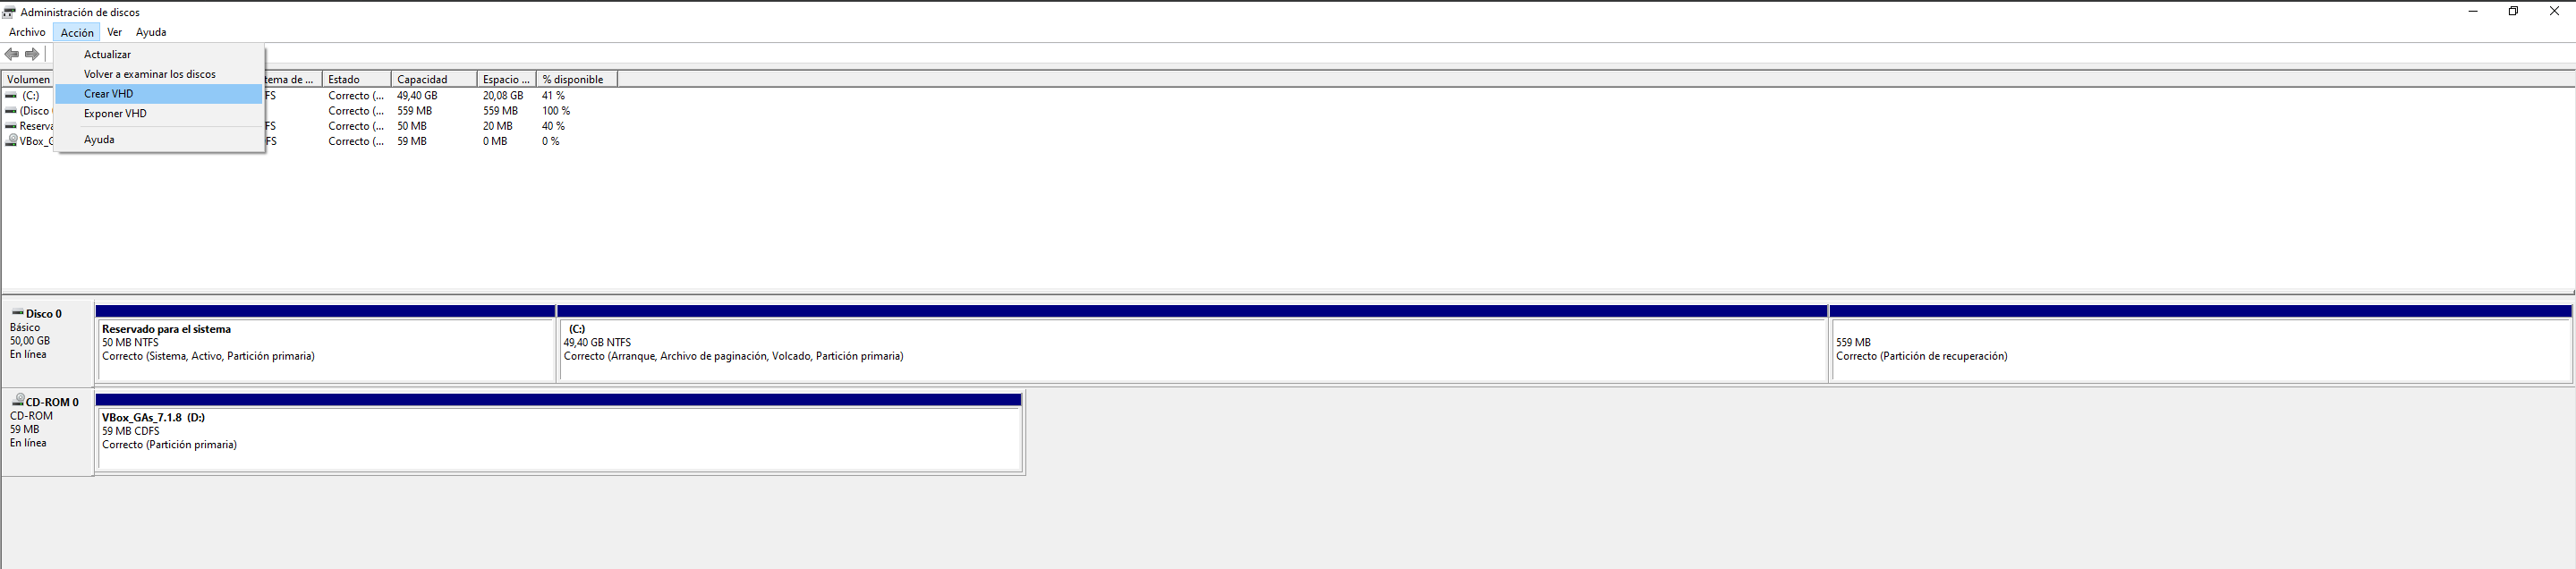 Administración de discos
Archivo Acción Ver Ayuda
Actualizar
Volver a examinar los discos
Crear VHD
Exponer VHD
Ayuda
Volumen tema de ... Estado Capacidad Espacio ... % disponible
(C:) FS Correcto (... 49,40 GB 20,08 GB 41 %
(Disco Correcto (... 559 MB 559 MB 100 %
Reserva FS Correcto (... 50 MB 20 MB 40 %
VBox_G FS Correcto (... 59 MB 0 MB 0 %
Disco 0
Básico
50,00 GB
En línea
Reservado para el sistema
50 MB NTFS
Correcto (Sistema, Activo, Partición primaria)
(C:)
49,40 GB NTFS
Correcto (Arranque, Archivo de paginación, Volcado, Partición primaria)
559 MB
Correcto (Partición de recuperación)
CD-ROM 0
CD-ROM
59 MB
En línea
VBox_GAs_7.1.8 (D:)
59 MB CDFS
Correcto (Partición primaria)